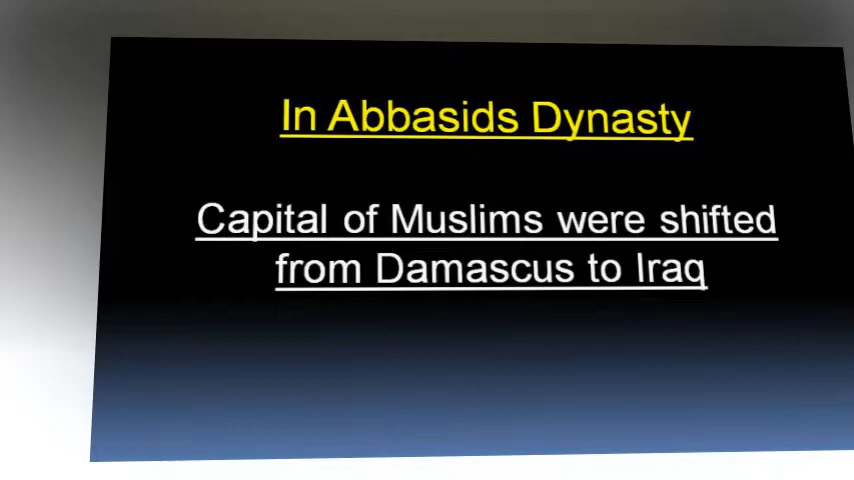 In Abbasids Dynasty
Capital of Muslims were shifted
from Damascus to Iraq